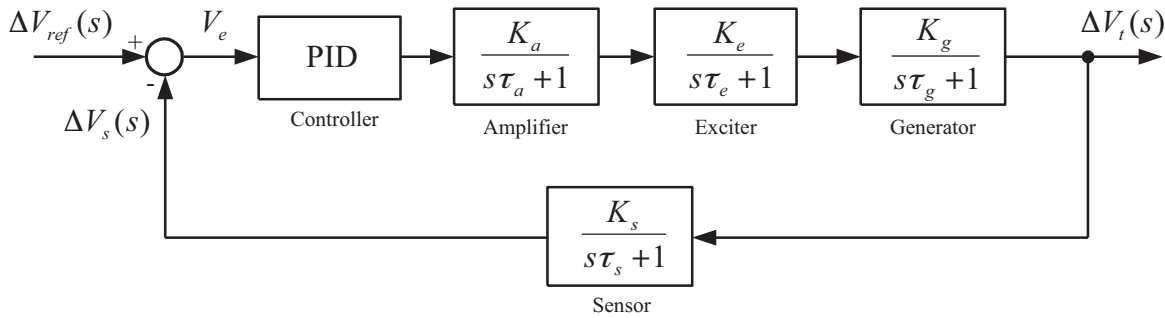 ΔV_ref(s)
+
-
V_e
PID
Controller
K_a
sτ_a +1
Amplifier
K_e
sτ_e +1
Exciter
K_g
sτ_g +1
Generator
ΔV_t(s)
ΔV_s(s)
K_s
sτ_s +1
Sensor